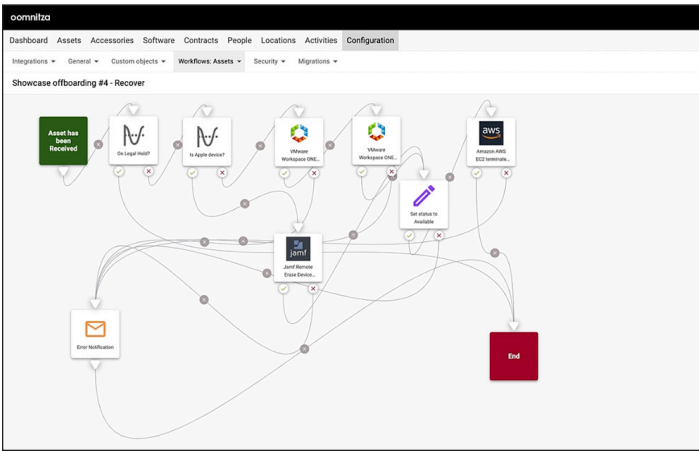 oomnitza
Dashboard Assets Accessories Software Contracts People Locations Activities Configuration
Integrations General Custom objects Workflows: Assets Security Migrations
Showcase offboarding #4 - Recover
Asset has
been
Received
On Legal Hold?
Is Apple device?
VMware
Workspace ONE...
VMware
Workspace ONE...
aws
Amazon AWS
EC2 terminate...
Set status to
Available
jamf
Jamf Remote
Erase Device...
Error Notification
End